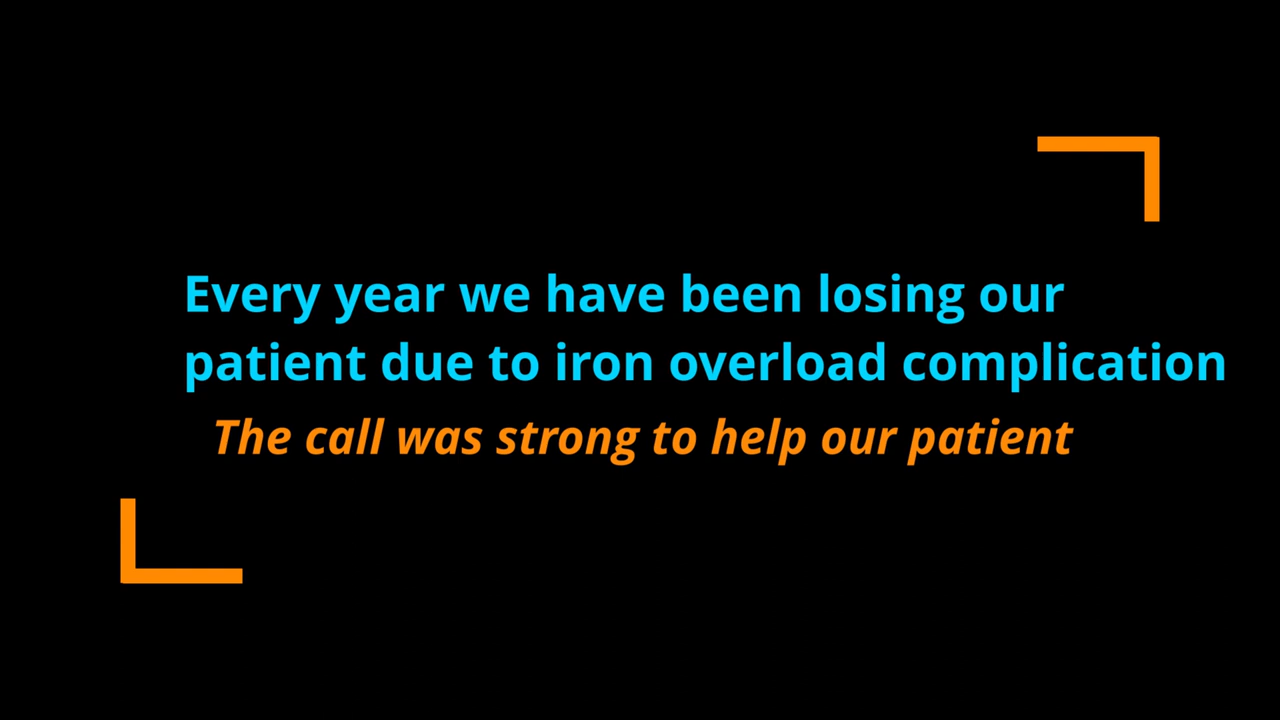 Every year we have been losing our
patient due to iron overload complication
The call was strong to help our patient